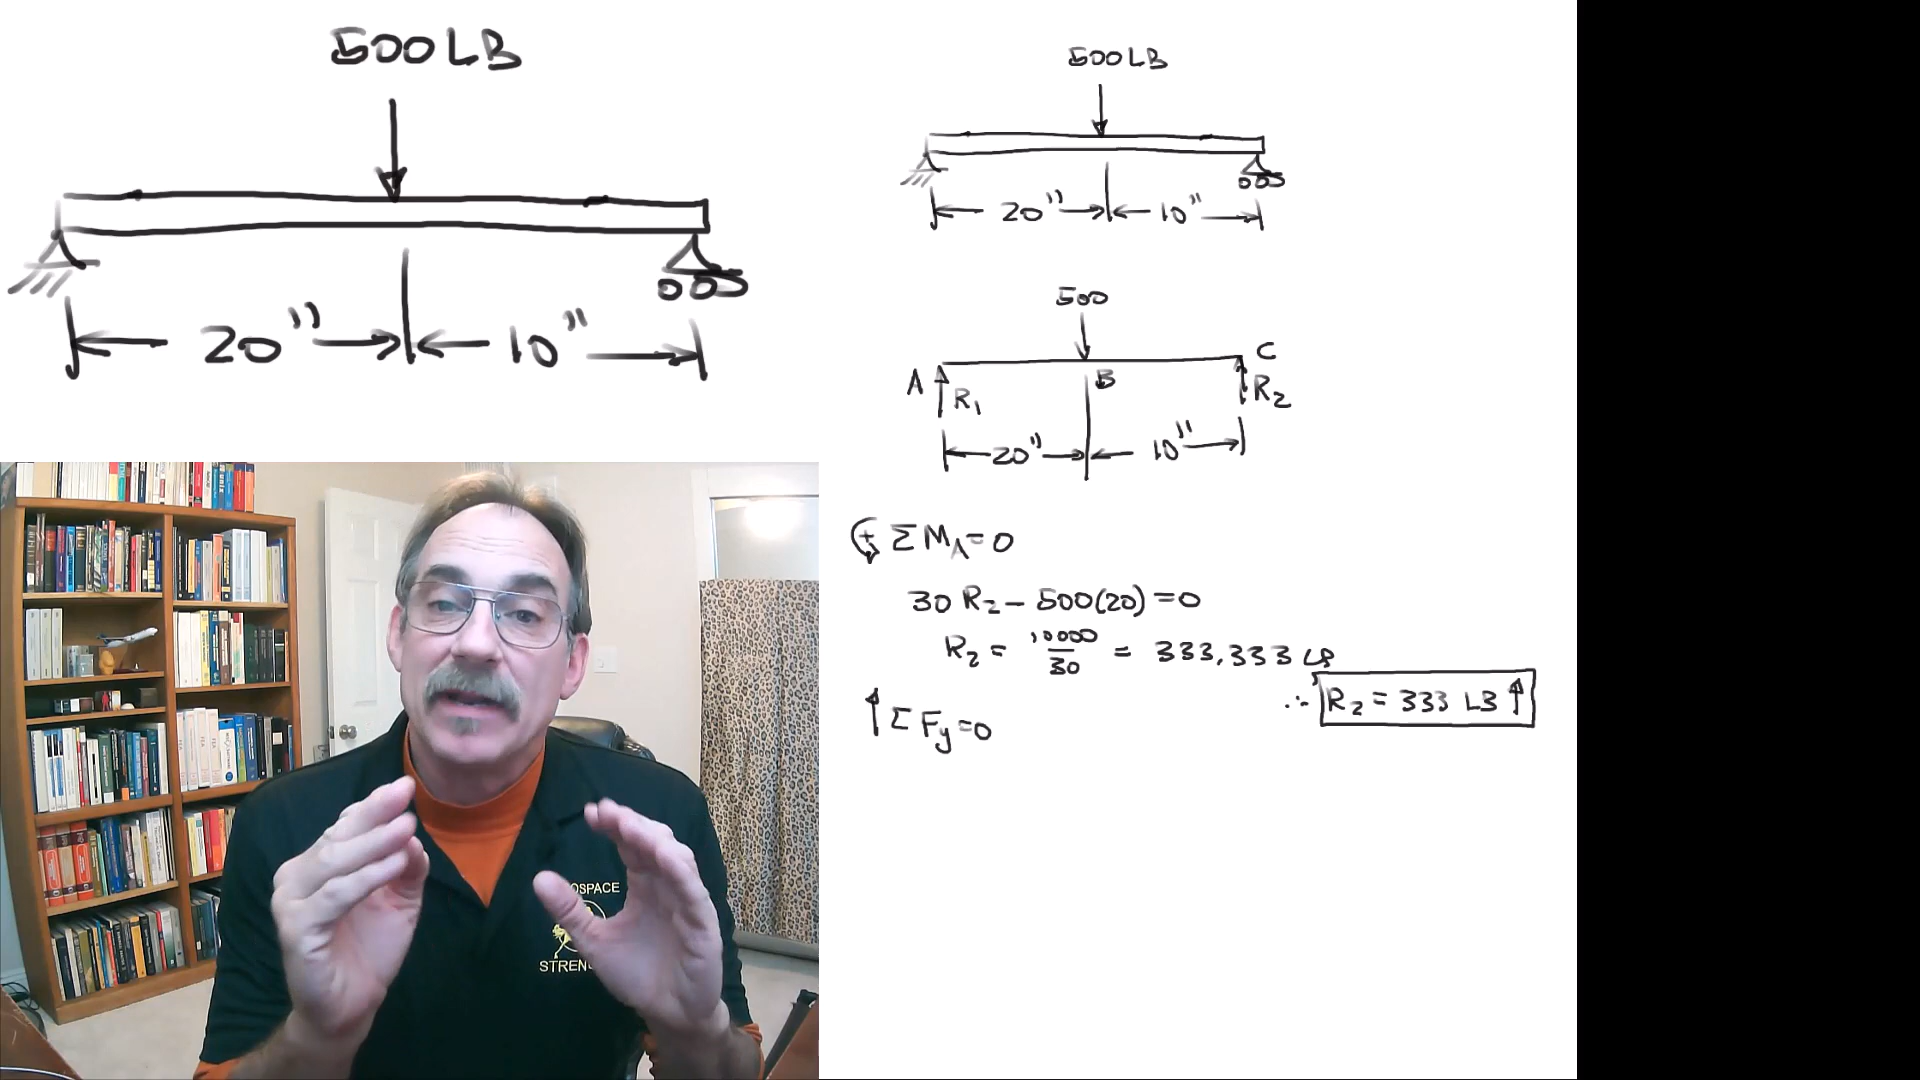 500 LB
20" 10"
500 LB
20" 10"
500
A R1 B C R2
20" 10"
+ ΣMA=0
30 R2 - 500(20) = 0
R2 = 10000/30 = 333.333 LB
∴ R2 = 333 LB ↑
↑ΣFy=0
OSPACE
STREN